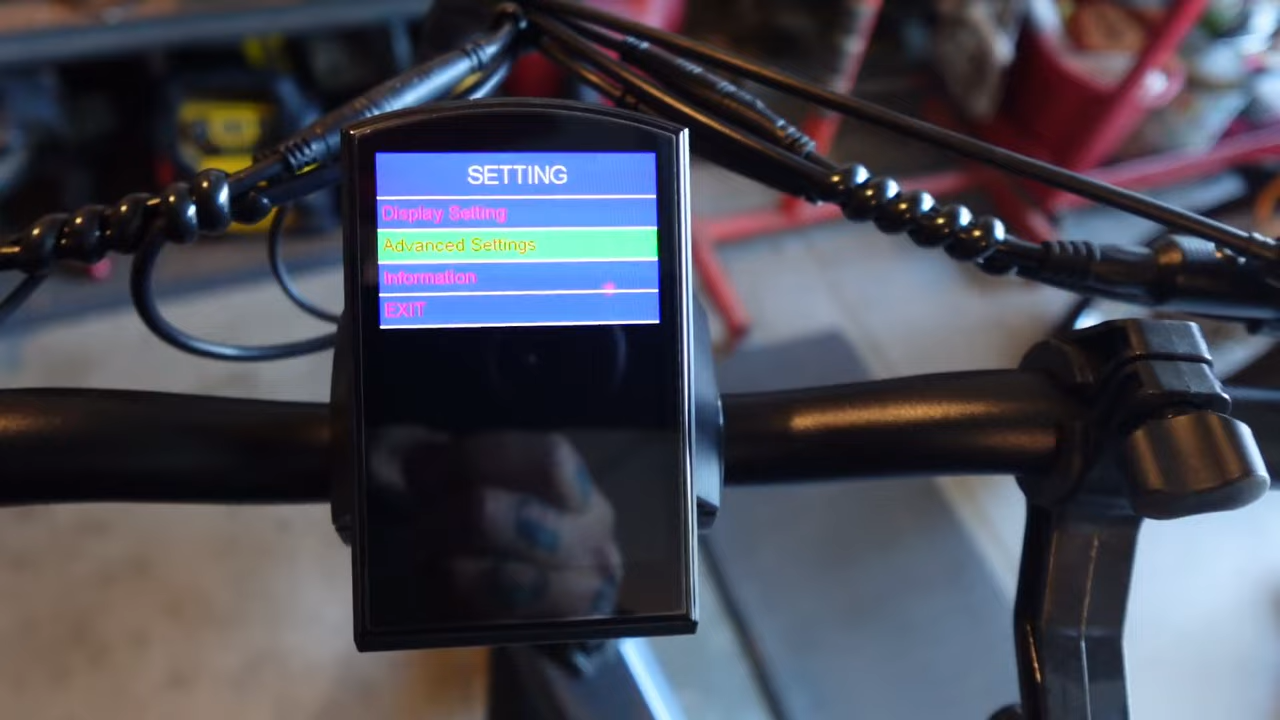 SETTING
Display Setting
Advanced Settings
Information
EXIT